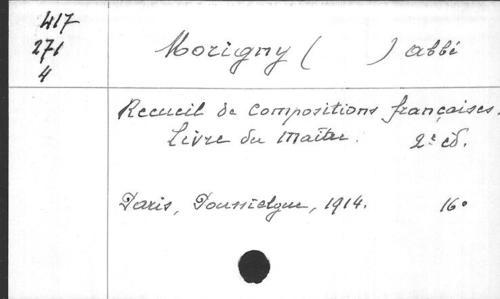 417
271
4
Morigny ( ) abbé
Recueil de Compositions françaises.
Livre du Maître. 2e éd.
Paris, Poussielgue, 1914. 16°